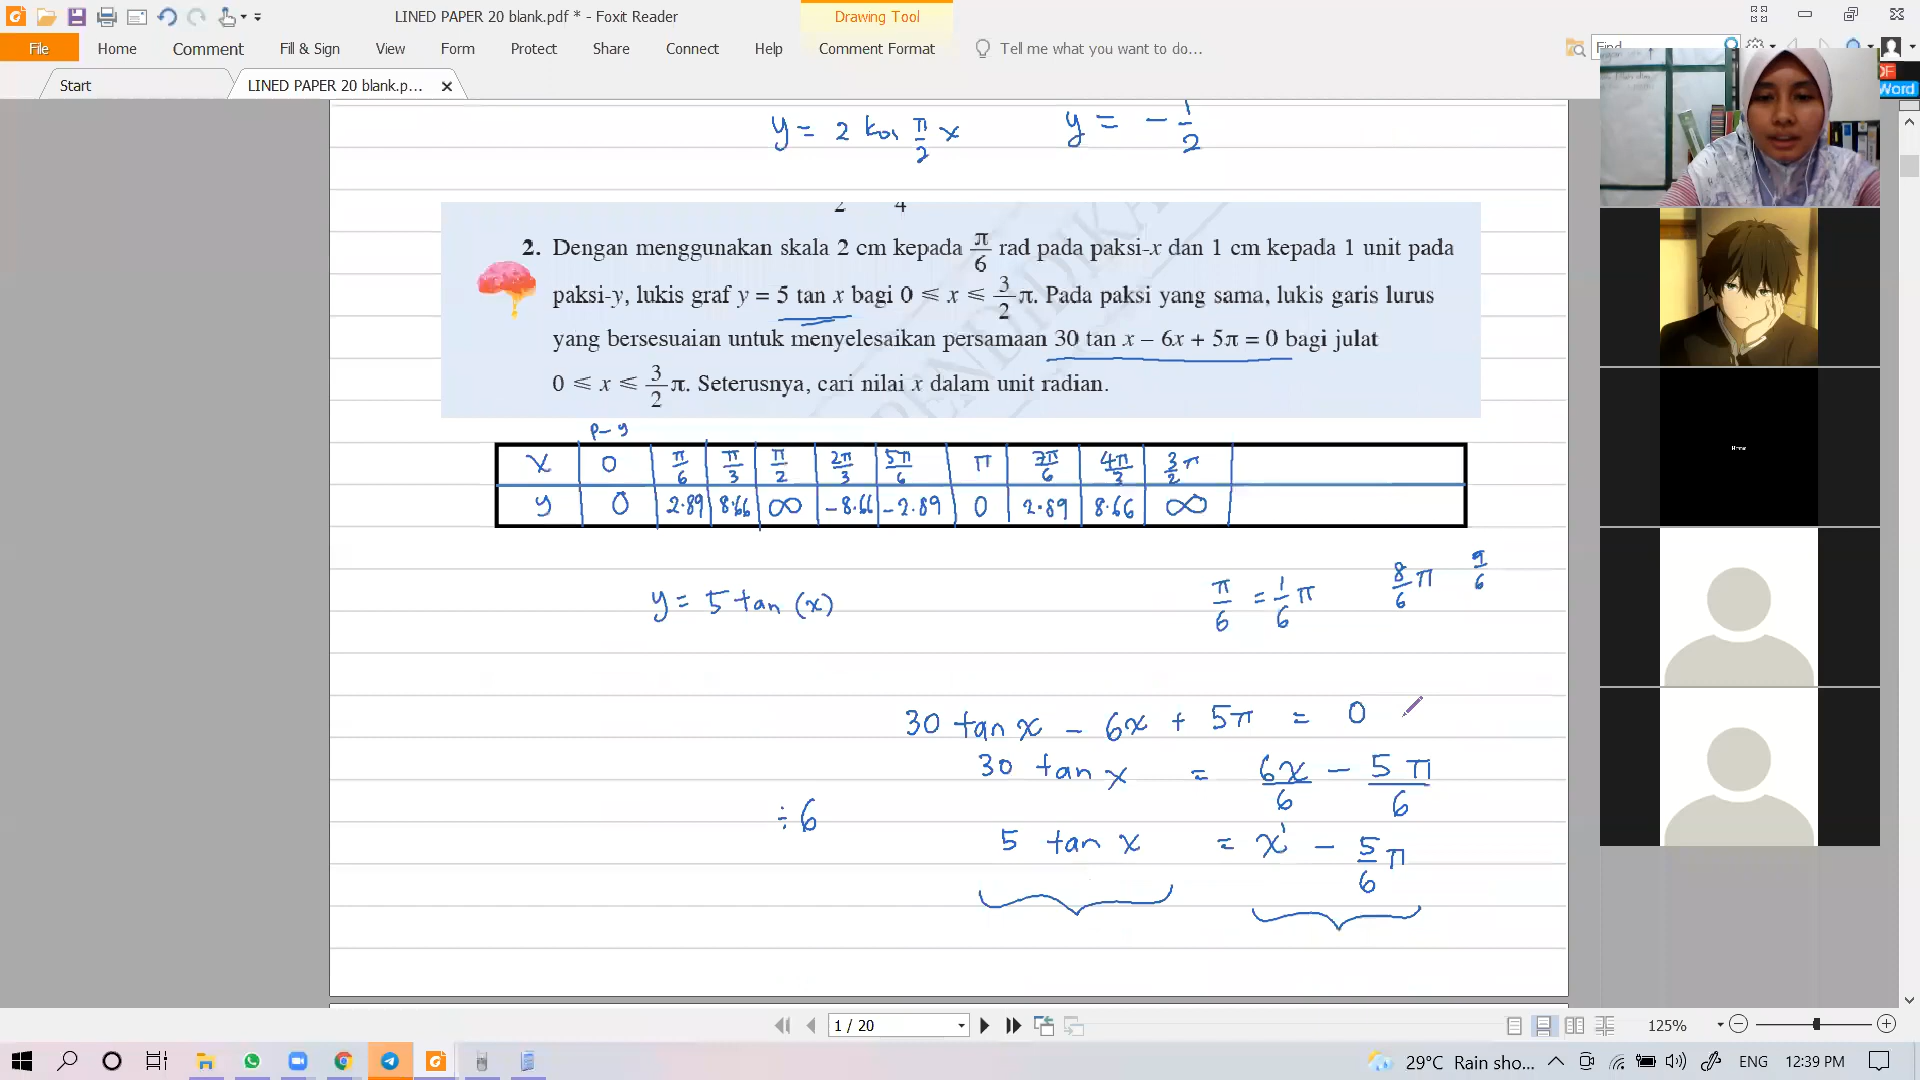 LINED PAPER 20 blank.pdf * - Foxit Reader
Drawing Tool
File Home Comment Fill & Sign View Form Protect Share Connect Help Comment Format Tell me what you want to do... Find
Start LINED PAPER 20 blank.p...
Word
y = 2 kos π/2 x y = - 1/2
2 4
2. Dengan menggunakan skala 2 cm kepada π/6 rad pada paksi-x dan 1 cm kepada 1 unit pada
paksi-y, lukis graf y = 5 tan x bagi 0 ⩽ x ⩽ 3/2 π. Pada paksi yang sama, lukis garis lurus
yang bersesuaian untuk menyelesaikan persamaan 30 tan x – 6x + 5π = 0 bagi julat
0 ⩽ x ⩽ 3/2 π. Seterusnya, cari nilai x dalam unit radian.
P-y
x 0 π/6 π/3 π/2 2π/3 5π/6 π 7π/6 4π/3 3/2 π
y 0 2.89 8.66 ∞ -8.66 -2.89 0 2.89 8.66 ∞
y = 5 tan (x) π/6 = 1/6 π 8/6 π 9/6
30 tan x - 6x + 5π = 0
30 tan x = 6x/6 - 5π/6
÷6
5 tan x = x - 5/6 π
1 / 20
125%
29°C Rain sho... ENG 12:39 PM